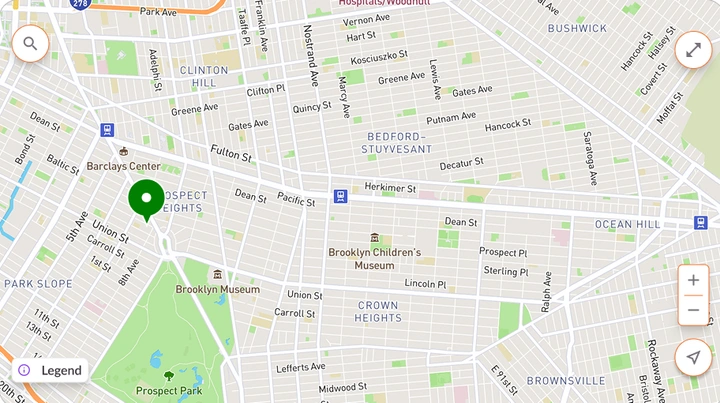 278
Park Ave
Adelphi St
Taaffe Pl
Franklin Ave
Hospitals/Woodhull
Vernon Ave
Hart St
Kosciuszko St
Nostrand Ave
Marcy Ave
Greene Ave
Lewis Ave
Gates Ave
BUSHWICK
Hancock St
Halsey St
Covert St
Moffat St
CLINTON
HILL
Clifton Pl
Greene Ave
Quincy St
Gates Ave
Putnam Ave
Hancock St
BEDFORD-
STUYVESANT
Decatur St
Saratoga Ave
Dean St
Bond St
Baltic St
Barclays Center
Fulton St
Herkimer St
Dean St
Pacific St
PROSPECT
HEIGHTS
5th Ave
Union St
Carroll St
1st St
8th Ave
Dean St
OCEAN HILL
Brooklyn Children's
Museum
Prospect Pl
Sterling Pl
Lincoln Pl
Ralph Ave
PARK SLOPE
Brooklyn Museum
Union St
Carroll St
CROWN
HEIGHTS
11th St
13th St
20th St
Legend
Prospect Park
Lefferts Ave
Midwood St
E 91st St
BROWNSVILLE
Rockaway Ave
Bristol